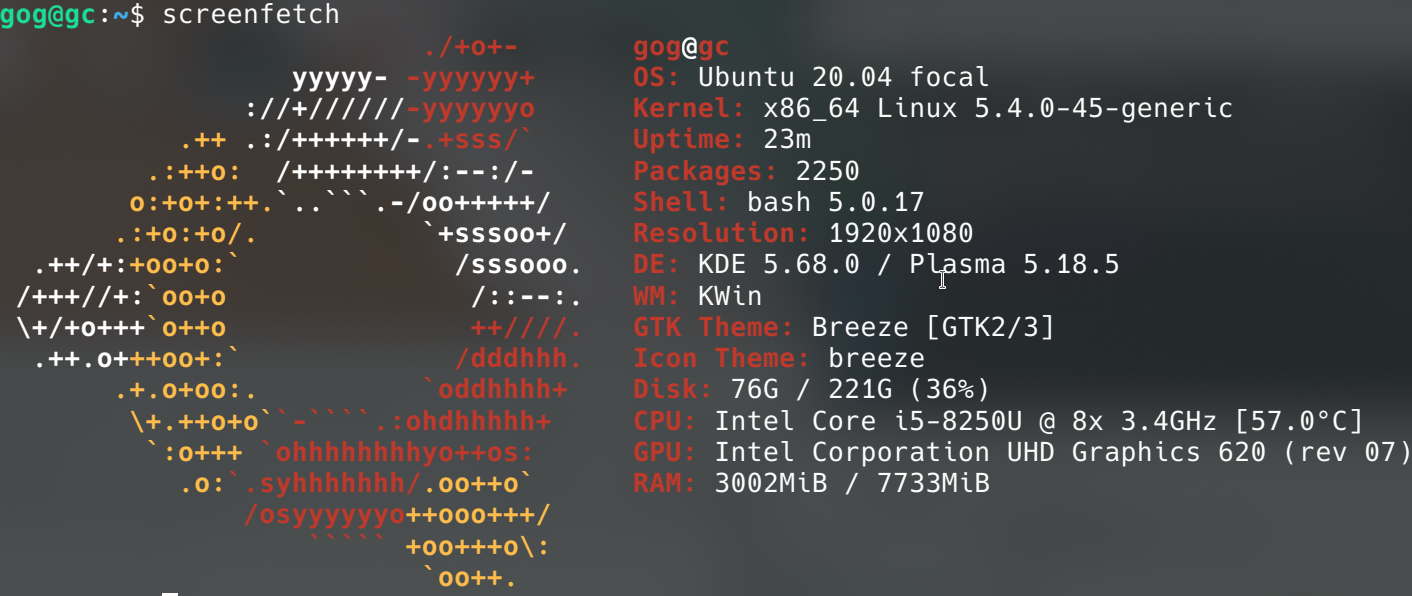 gog@gc:~$ screenfetch
                          ./+o+-       gog@gc
                  yyyyy- -yyyyyy+      OS: Ubuntu 20.04 focal
               ://+//////-yyyyyyo      Kernel: x86_64 Linux 5.4.0-45-generic
           .++ .:/++++++/-.+sss/`      Uptime: 23m
         .:++o:  /++++++++/:--:/-      Packages: 2250
        o:+o+:++.`..```.-/oo+++++/     Shell: bash 5.0.17
       .:+o:+o/.          `+sssoo+/    Resolution: 1920x1080
  .++/+:+oo+o:`             /sssooo.   DE: KDE 5.68.0 / Plasma 5.18.5
 /+++//+:`oo+o               /::--:.   WM: KWin
 \+/+o+++`o++o               ++////.   GTK Theme: Breeze [GTK2/3]
  .++.o+++oo+:`             /dddhhh.   Icon Theme: breeze
       .+.o+oo:.          `oddhhhh+    Disk: 76G / 221G (36%)
        \+.++o+o``-````.:ohdhhhhh+     CPU: Intel Core i5-8250U @ 8x 3.4GHz [57.0°C]
         `:o+++ `ohhhhhhhhyo++os:      GPU: Intel Corporation UHD Graphics 620 (rev 07)
           .o:`.syhhhhhhh/.oo++o`      RAM: 3002MiB / 7733MiB
               /osyyyyyyo++ooo+++/
                   ````` +oo+++o\:
                          `oo++.